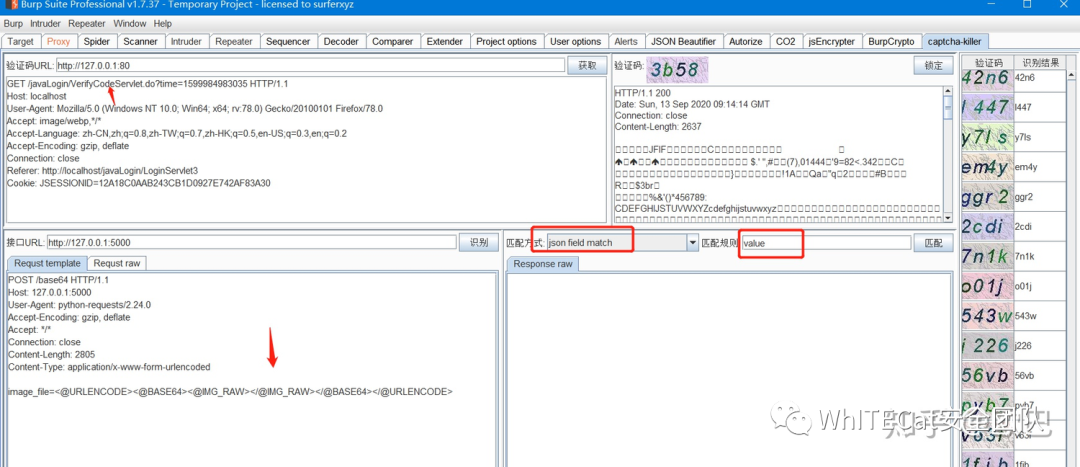 Burp Suite Professional v1.7.37 - Temporary Project - licensed to surferxyz
Burp Intruder Repeater Window Help
Target Proxy Spider Scanner Intruder Repeater Sequencer Decoder Comparer Extender Project options User options Alerts JSON Beautifier Autorize CO2 jsEncrypter BurpCrypto captcha-killer
验证码URL: http://127.0.0.1:80 获取
GET /javaLogin/VerifyCodeServlet.do?time=1599984983035 HTTP/1.1
Host: localhost
User-Agent: Mozilla/5.0 (Windows NT 10.0; Win64; x64; rv:78.0) Gecko/20100101 Firefox/78.0
Accept: image/webp,*/*
Accept-Language: zh-CN,zh;q=0.8,zh-TW;q=0.7,zh-HK;q=0.5,en-US;q=0.3,en;q=0.2
Accept-Encoding: gzip, deflate
Connection: close
Referer: http://localhost/javaLogin/LoginServlet3
Cookie: JSESSIONID=12A18C0AAB243CB1D0927E742AF83A30
验证码: 3b58 锁定
HTTP/1.1 200
Date: Sun, 13 Sep 2020 09:14:14 GMT
Connection: close
Content-Length: 2637
%&'()*456789:
CDEFGHIJSTUVWXYZcdefghijstuvwxyz
接口URL: http://127.0.0.1:5000 识别
Requst template Requst raw
POST /base64 HTTP/1.1
Host: 127.0.0.1:5000
User-Agent: python-requests/2.24.0
Accept-Encoding: gzip, deflate
Accept: */*
Connection: close
Content-Length: 2805
Content-Type: application/x-www-form-urlencoded
image_file=<@URLENCODE><@BASE64><@IMG_RAW></@IMG_RAW></@BASE64></@URLENCODE>
匹配方式: json field match 匹配规则 value 匹配
Response raw
验证码 识别结果
42n6 42n6
l447 l447
y7ls y7ls
em4y em4y
ggr2 ggr2
2cdi 2cdi
7n1k 7n1k
o01j o01j
543w 543w
j226 j226
56vb 56vb
pvb7 pvb7
v63f v63f
1fib 1fib
WhITECat安全团队
知乎